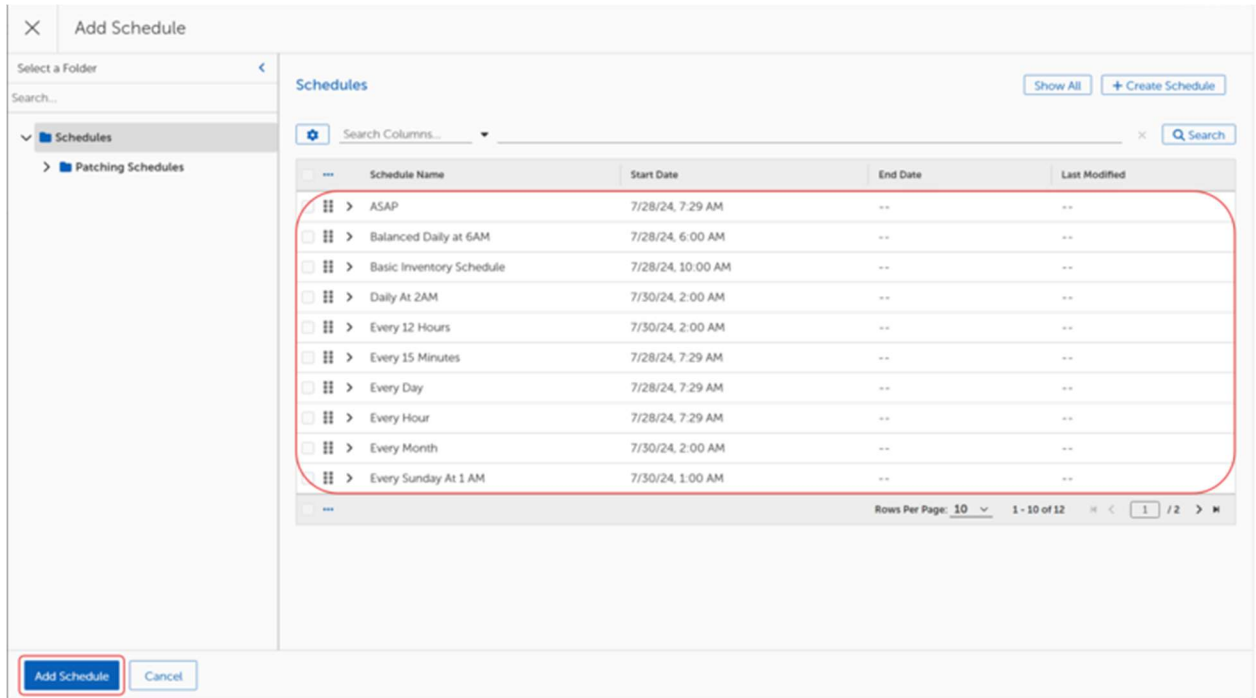 Add Schedule
Select a Folder
Search...
Schedules
Patching Schedules
Schedules
Show All + Create Schedule
Search Columns... Search
Schedule Name Start Date End Date Last Modified
ASAP 7/28/24, 7:29 AM -- --
Balanced Daily at 6AM 7/28/24, 6:00 AM -- --
Basic Inventory Schedule 7/28/24, 10:00 AM -- --
Daily At 2AM 7/30/24, 2:00 AM -- --
Every 12 Hours 7/30/24, 2:00 AM -- --
Every 15 Minutes 7/28/24, 7:29 AM -- --
Every Day 7/28/24, 7:29 AM -- --
Every Hour 7/28/24, 7:29 AM -- --
Every Month 7/30/24, 2:00 AM -- --
Every Sunday At 1 AM 7/30/24, 1:00 AM -- --
Rows Per Page: 10 1 - 10 of 12 1 / 2
Add Schedule Cancel